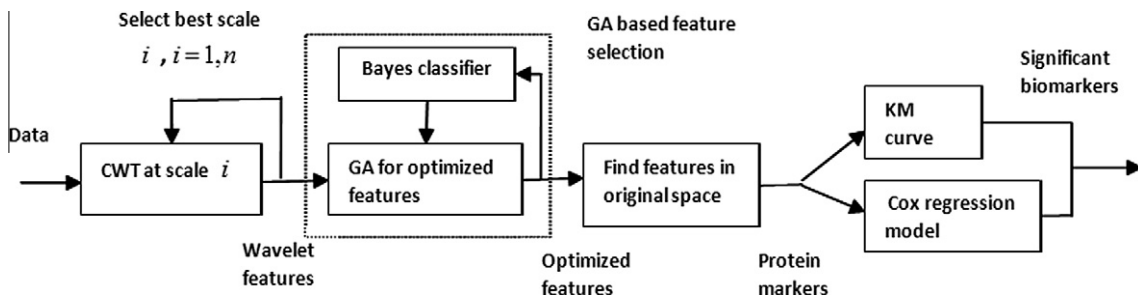 Select best scale
i , i = 1, n
GA based feature
selection
Significant
biomarkers
Bayes classifier
Data
CWT at scale i
GA for optimized
features
Find features in
original space
KM
curve
Cox regression
model
Wavelet
features
Optimized
features
Protein
markers